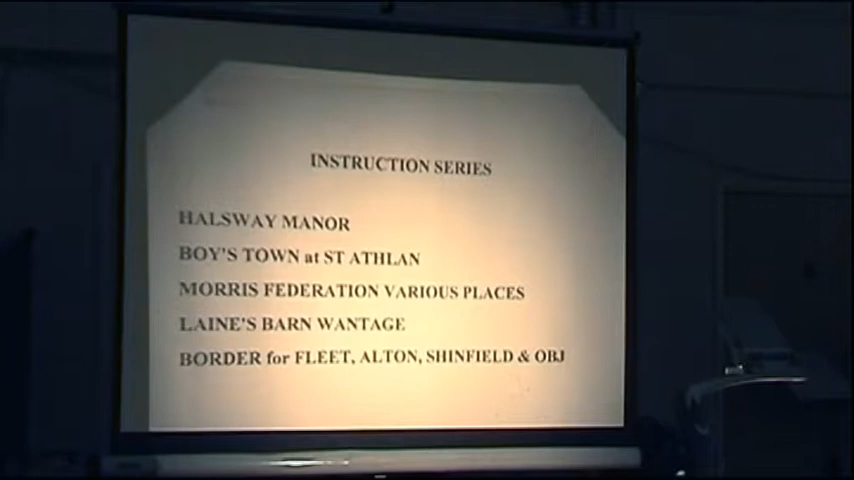 INSTRUCTION SERIES
HALSWAY MANOR
BOY'S TOWN at ST ATHLAN
MORRIS FEDERATION VARIOUS PLACES
LAINE'S BARN WANTAGE
BORDER for FLEET, ALTON, SHINFIELD & OBJ